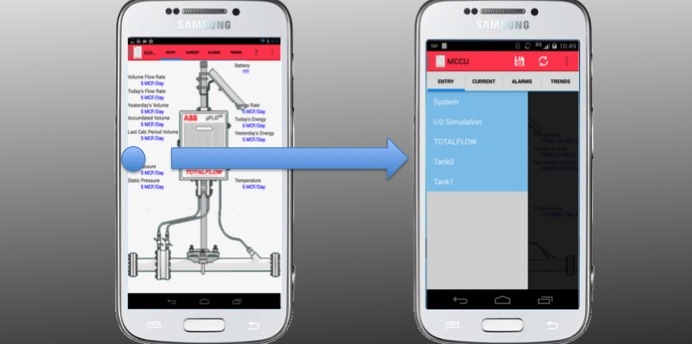 SAMSUNG
AGA... ENTRY CURRENT ALARMS TRENDS ?
Battery
Volume Flow Rate
5 MCF/Day
Today's Flow Rate
5 MCF/Day
Yesterday's Volume
5 MCF/Day
Accumulated Volume
5 MCF/Day
Last Calc Period Volume
5 MCF/Day
Energy Rate
5 MCF/Day
Today's Energy
5 MCF/Day
Yesterday's Energy
5 MCF/Day
ABB µFLO
TOTALFLOW
5 MCF/Day
Static Pressure
5 MCF/Day
Temperature
5 MCF/Day
SAMSUNG
3G 10:49
MCCU
ENTRY CURRENT ALARMS TRENDS
System
I/O Simulation
TOTALFLOW
Tank0
Tank1